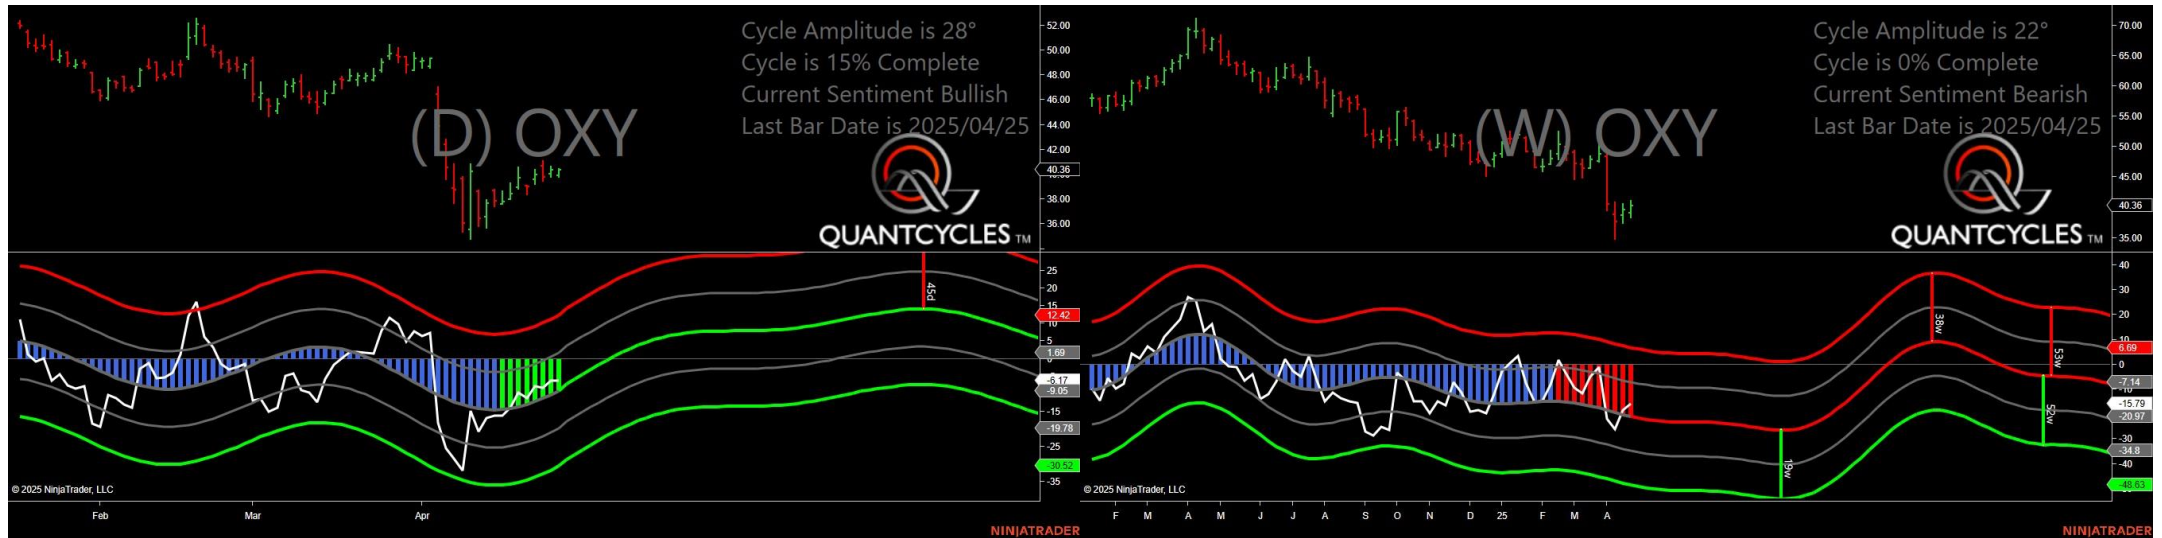 Cycle Amplitude is 28°
Cycle is 15% Complete
Current Sentiment Bullish
Last Bar Date is 2025/04/25
(D) OXY
QUANTCYCLES TM
52.00
50.00
48.00
46.00
44.00
42.00
40.36
38.00
36.00
25
20
15
12.42
10
5
1.69
-6.17
-9.05
-15
-19.78
-25
-30.52
-35
45d
© 2025 NinjaTrader, LLC
Feb Mar Apr
NINJATRADER
Cycle Amplitude is 22°
Cycle is 0% Complete
Current Sentiment Bearish
Last Bar Date is 2025/04/25
(W) OXY
QUANTCYCLES TM
70.00
65.00
60.00
55.00
50.00
45.00
40.36
35.00
40
30
20
10
6.69
0
-7.14
-15.79
-20.97
-30
-34.8
-40
-48.63
19w
38w
53w
52w
© 2025 NinjaTrader, LLC
F M A M J J A S O N D 25 F M A
NINJATRADER